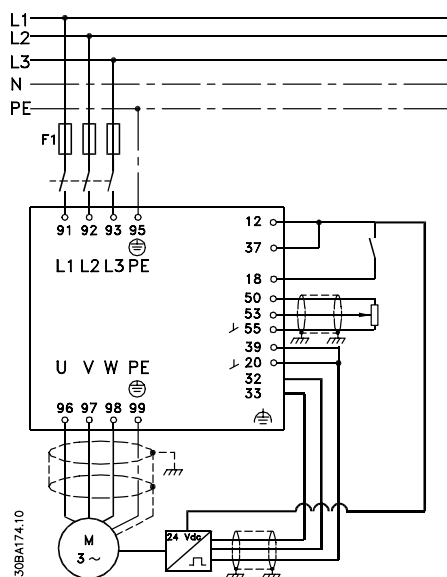 L1
L2
L3
N
PE
F1
91 92 93 95
L1 L2 L3 PE
12
37
18
50
53
55
39
20
32
33
U V W PE
96 97 98 99
M
3 ~
24 Vdc
30BA174.10